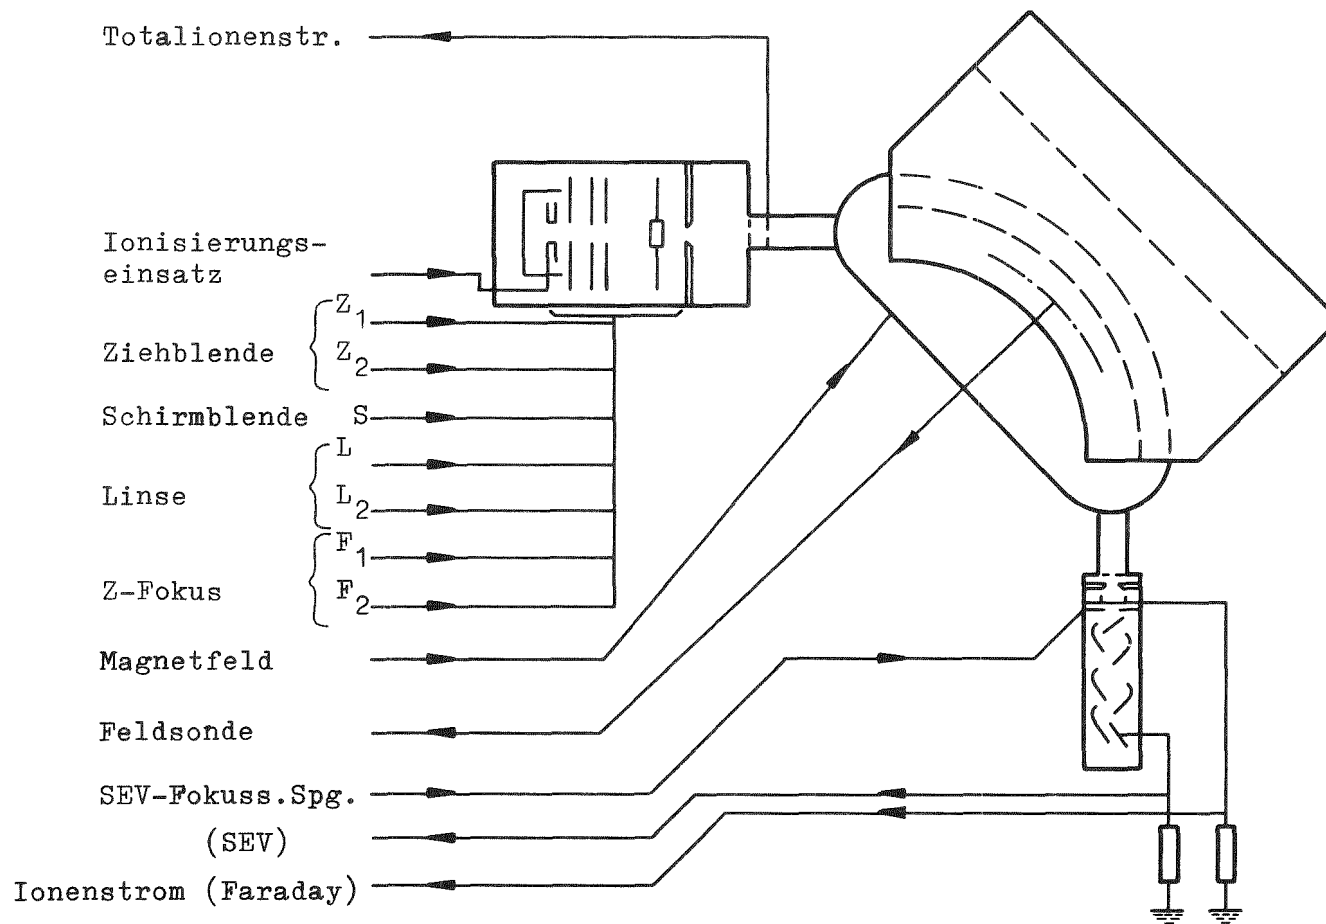 Totalionenstr.
Ionisierungs-
einsatz
Ziehblende
Z1
Z2
Schirmblende S
Linse
L
L2
Z-Fokus
F1
F2
Magnetfeld
Feldsonde
SEV-Fokuss.Spg.
(SEV)
Ionenstrom (Faraday)